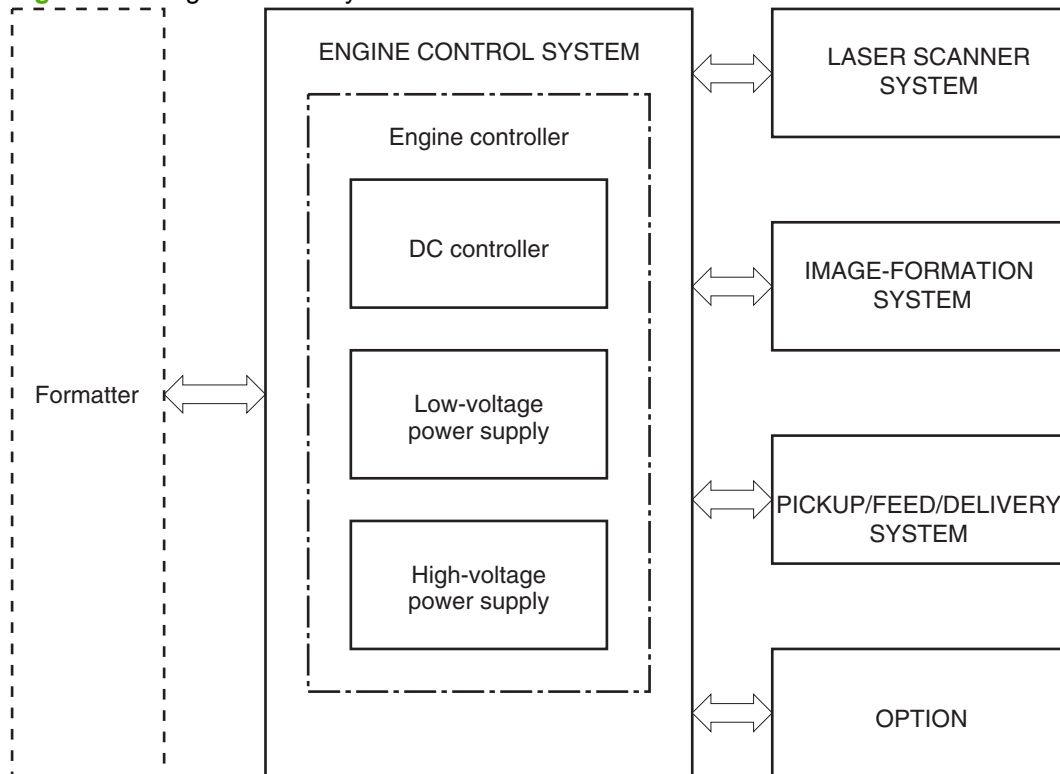 ENGINE CONTROL SYSTEM
Engine controller
DC controller
Low-voltage
power supply
High-voltage
power supply
Formatter
LASER SCANNER
SYSTEM
IMAGE-FORMATION
SYSTEM
PICKUP/FEED/DELIVERY
SYSTEM
OPTION